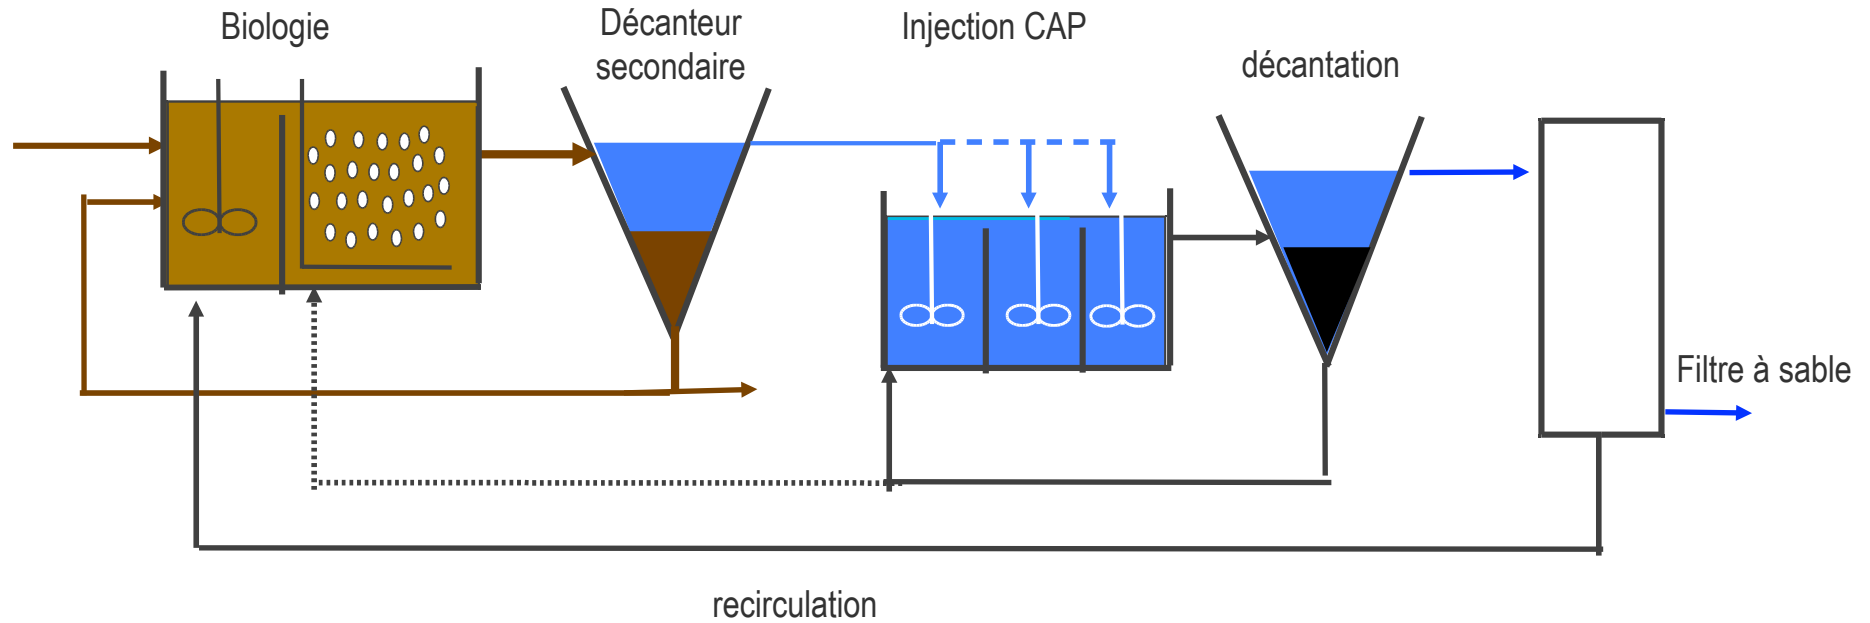 Biologie
Décanteur
secondaire
Injection CAP
décantation
Filtre à sable
recirculation